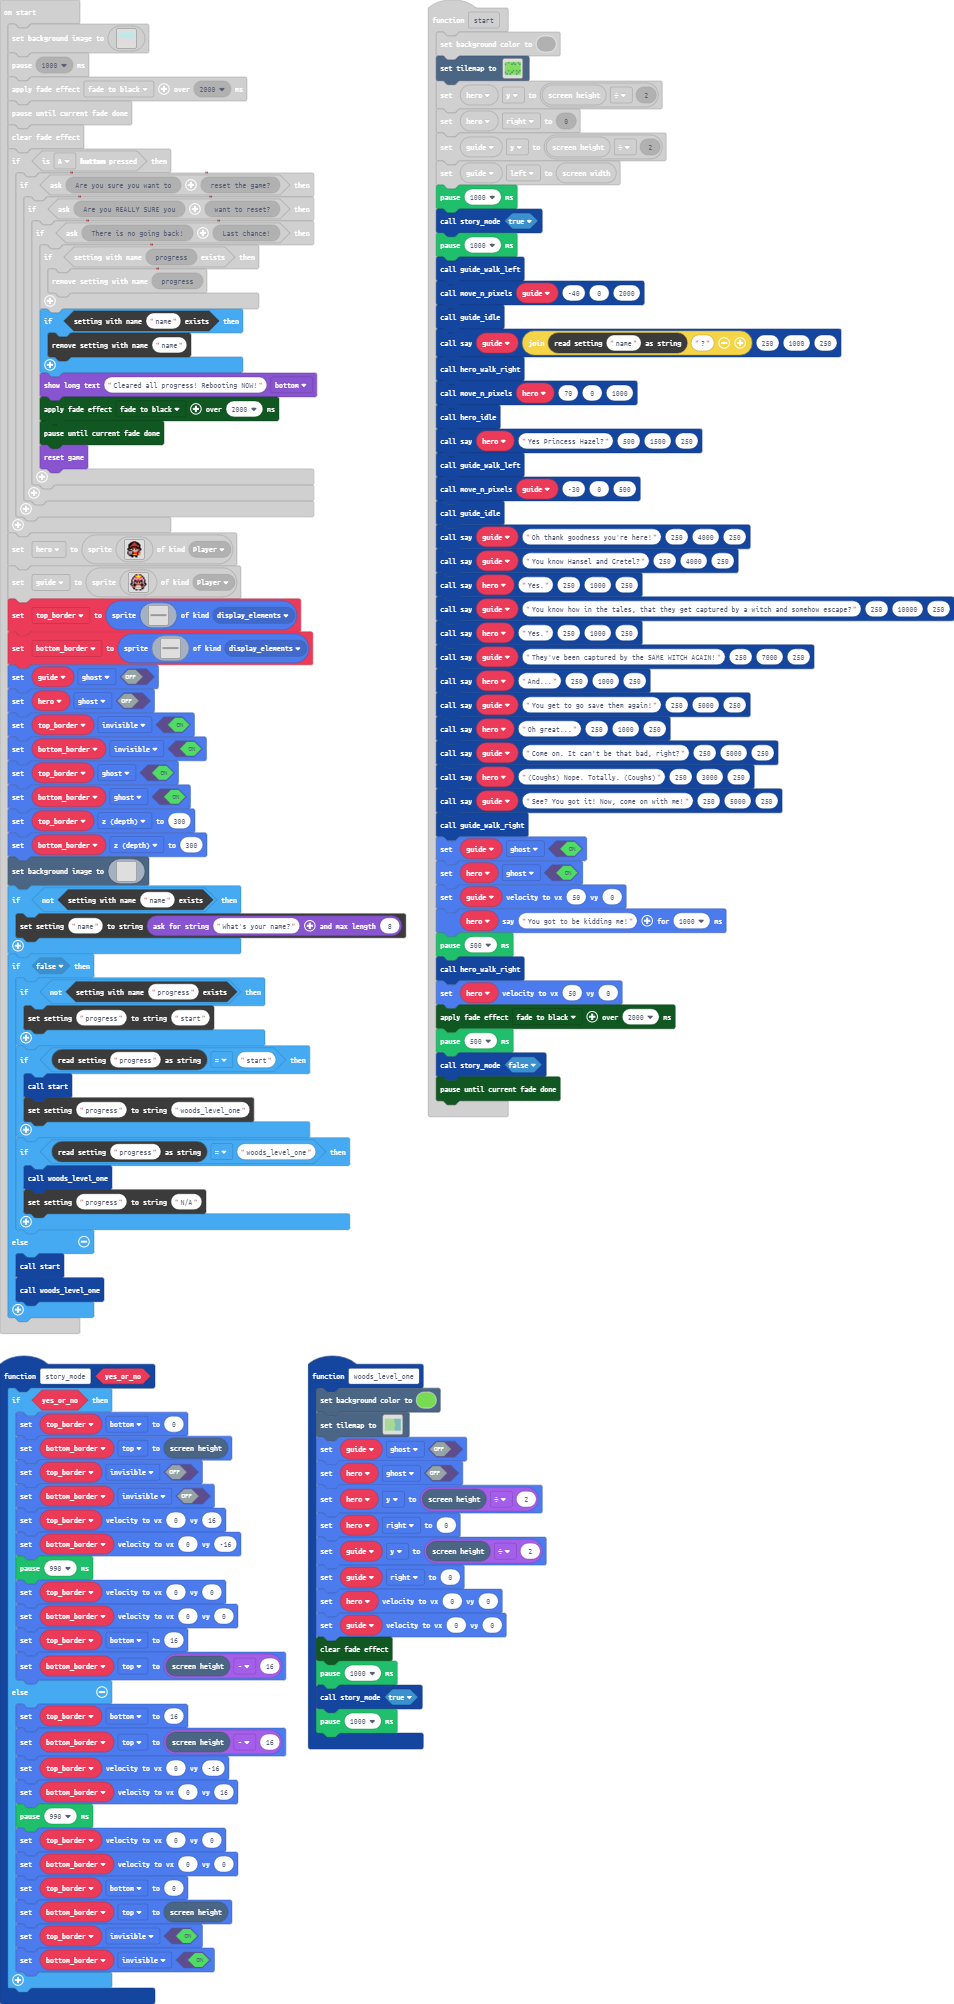 on start
set background image to
pause 1000 ms
apply fade effect fade to black over 2000 ms
pause until current fade done
clear fade effect
if is A button pressed then
if ask Are you sure you want to reset the game? then
if ask Are you REALLY SURE you want to reset? then
if ask There is no going back! Last chance! then
if setting with name progress exists then
remove setting with name progress
if setting with name "name" exists then
remove setting with name "name"
show long text "Cleared all progress! Rebooting NOW!" bottom
apply fade effect fade to black over 2000 ms
pause until current fade done
reset game
set hero to sprite of kind Player
set guide to sprite of kind Player
set top_border to sprite of kind display_elements
set bottom_border to sprite of kind display_elements
set guide ghost OFF
set hero ghost OFF
set top_border invisible ON
set bottom_border invisible ON
set top_border ghost ON
set bottom_border ghost ON
set top_border z (depth) to 300
set bottom_border z (depth) to 300
set background image to
if not setting with name "name" exists then
set setting "name" to string ask for string "What's your name?" and max length 8
if false then
if not setting with name "progress" exists then
set setting "progress" to string "start"
if read setting "progress" as string = "start" then
call start
set setting "progress" to string "woods_level_one"
if read setting "progress" as string = "woods_level_one" then
call woods_level_one
set setting "progress" to string "N/A"
else
call start
call woods_level_one
function start
set background color to
set tilemap to
set hero y to screen height ÷ 2
set hero right to 0
set guide y to screen height ÷ 2
set guide left to screen width
pause 1000 ms
call story_mode true
pause 1000 ms
call guide_walk_left
call move_n_pixels guide -40 0 2000
call guide_idle
call say guide join read setting "name" as string "?" 250 1000 250
call hero_walk_right
call move_n_pixels hero 70 0 1000
call hero_idle
call say hero "Yes Princess Hazel?" 500 1500 250
call guide_walk_left
call move_n_pixels guide -30 0 500
call guide_idle
call say guide "Oh thank goodness you're here!" 250 4000 250
call say guide "You know Hansel and Gretel?" 250 4000 250
call say hero "Yes." 250 1000 250
call say guide "You know how in the tales, that they get captured by a witch and somehow escape?" 250 10000 250
call say hero "Yes." 250 1000 250
call say guide "They've been captured by the SAME WITCH AGAIN!" 250 7000 250
call say hero "And..." 250 1000 250
call say guide "You get to go save them again!" 250 5000 250
call say hero "Oh great..." 250 1000 250
call say guide "Come on. It can't be that bad, right?" 250 5000 250
call say hero "(Coughs) Nope. Totally. (Coughs)" 250 3000 250
call say guide "See? You got it! Now, come on with me!" 250 5000 250
call guide_walk_right
set guide ghost ON
set hero ghost ON
set guide velocity to vx 50 vy 0
hero say "You got to be kidding me!" for 1000 ms
pause 500 ms
call hero_walk_right
set hero velocity to vx 50 vy 0
apply fade effect fade to black over 2000 ms
pause 500 ms
call story_mode false
pause until current fade done
function story_mode yes_or_no
if yes_or_no then
set top_border bottom to 0
set bottom_border top to screen height
set top_border invisible OFF
set bottom_border invisible OFF
set top_border velocity to vx 0 vy 16
set bottom_border velocity to vx 0 vy -16
pause 990 ms
set top_border velocity to vx 0 vy 0
set bottom_border velocity to vx 0 vy 0
set top_border bottom to 16
set bottom_border top to screen height - 16
else
set top_border bottom to 16
set bottom_border top to screen height - 16
set top_border velocity to vx 0 vy -16
set bottom_border velocity to vx 0 vy 16
pause 990 ms
set top_border velocity to vx 0 vy 0
set bottom_border velocity to vx 0 vy 0
set top_border bottom to 0
set bottom_border top to screen height
set top_border invisible ON
set bottom_border invisible ON
function woods_level_one
set background color to
set tilemap to
set guide ghost OFF
set hero ghost OFF
set hero y to screen height ÷ 2
set hero right to 0
set guide y to screen height ÷ 2
set guide right to 0
set hero velocity to vx 0 vy 0
set guide velocity to vx 0 vy 0
clear fade effect
pause 1000 ms
call story_mode true
pause 1000 ms